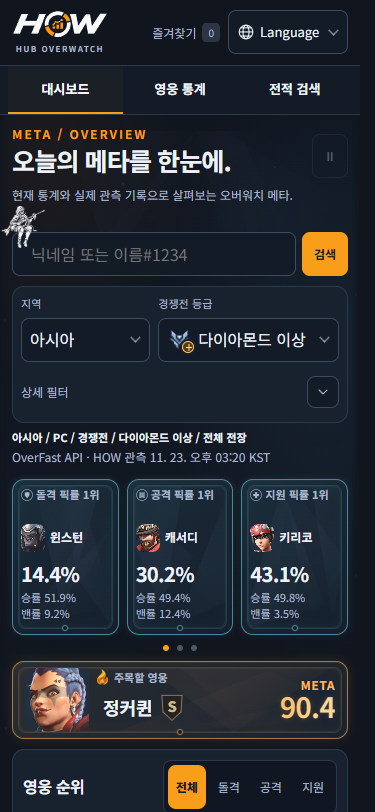 HOW
HUB OVERWATCH
즐겨찾기 0
Language
대시보드 영웅 통계 전적 검색
META / OVERVIEW
오늘의 메타를 한눈에.
현재 통계와 실제 관측 기록으로 살펴보는 오버워치 메타.
닉네임 또는 이름#1234 검색
지역 경쟁전 등급
아시아 다이아몬드 이상
상세 필터
아시아 / PC / 경쟁전 / 다이아몬드 이상 / 전체 전장
OverFast API · HOW 관측 11. 23. 오후 03:20 KST
돌격 픽률 1위
윈스턴
14.4%
승률 51.9%
밴률 9.2%
공격 픽률 1위
캐서디
30.2%
승률 49.4%
밴률 12.4%
지원 픽률 1위
키리코
43.1%
승률 49.8%
밴률 3.5%
주목할 영웅
정커퀸 S
META
90.4
영웅 순위 전체 돌격 공격 지원